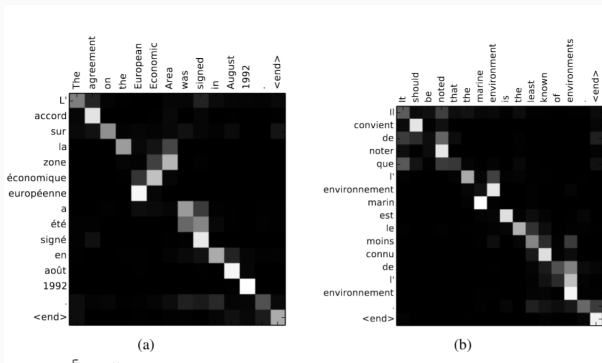 The agreement on the European Economic Area was signed in August 1992 . <end>
L'
accord
sur
la
zone
économique
européenne
a
été
signé
en
août
1992
.
<end>
(a)
It should be noted that the marine environment is the least known of environments . <end>
Il
convient
de
noter
que
l'
environnement
marin
est
le
moins
connu
de
l'
environnement
.
<end>
(b)